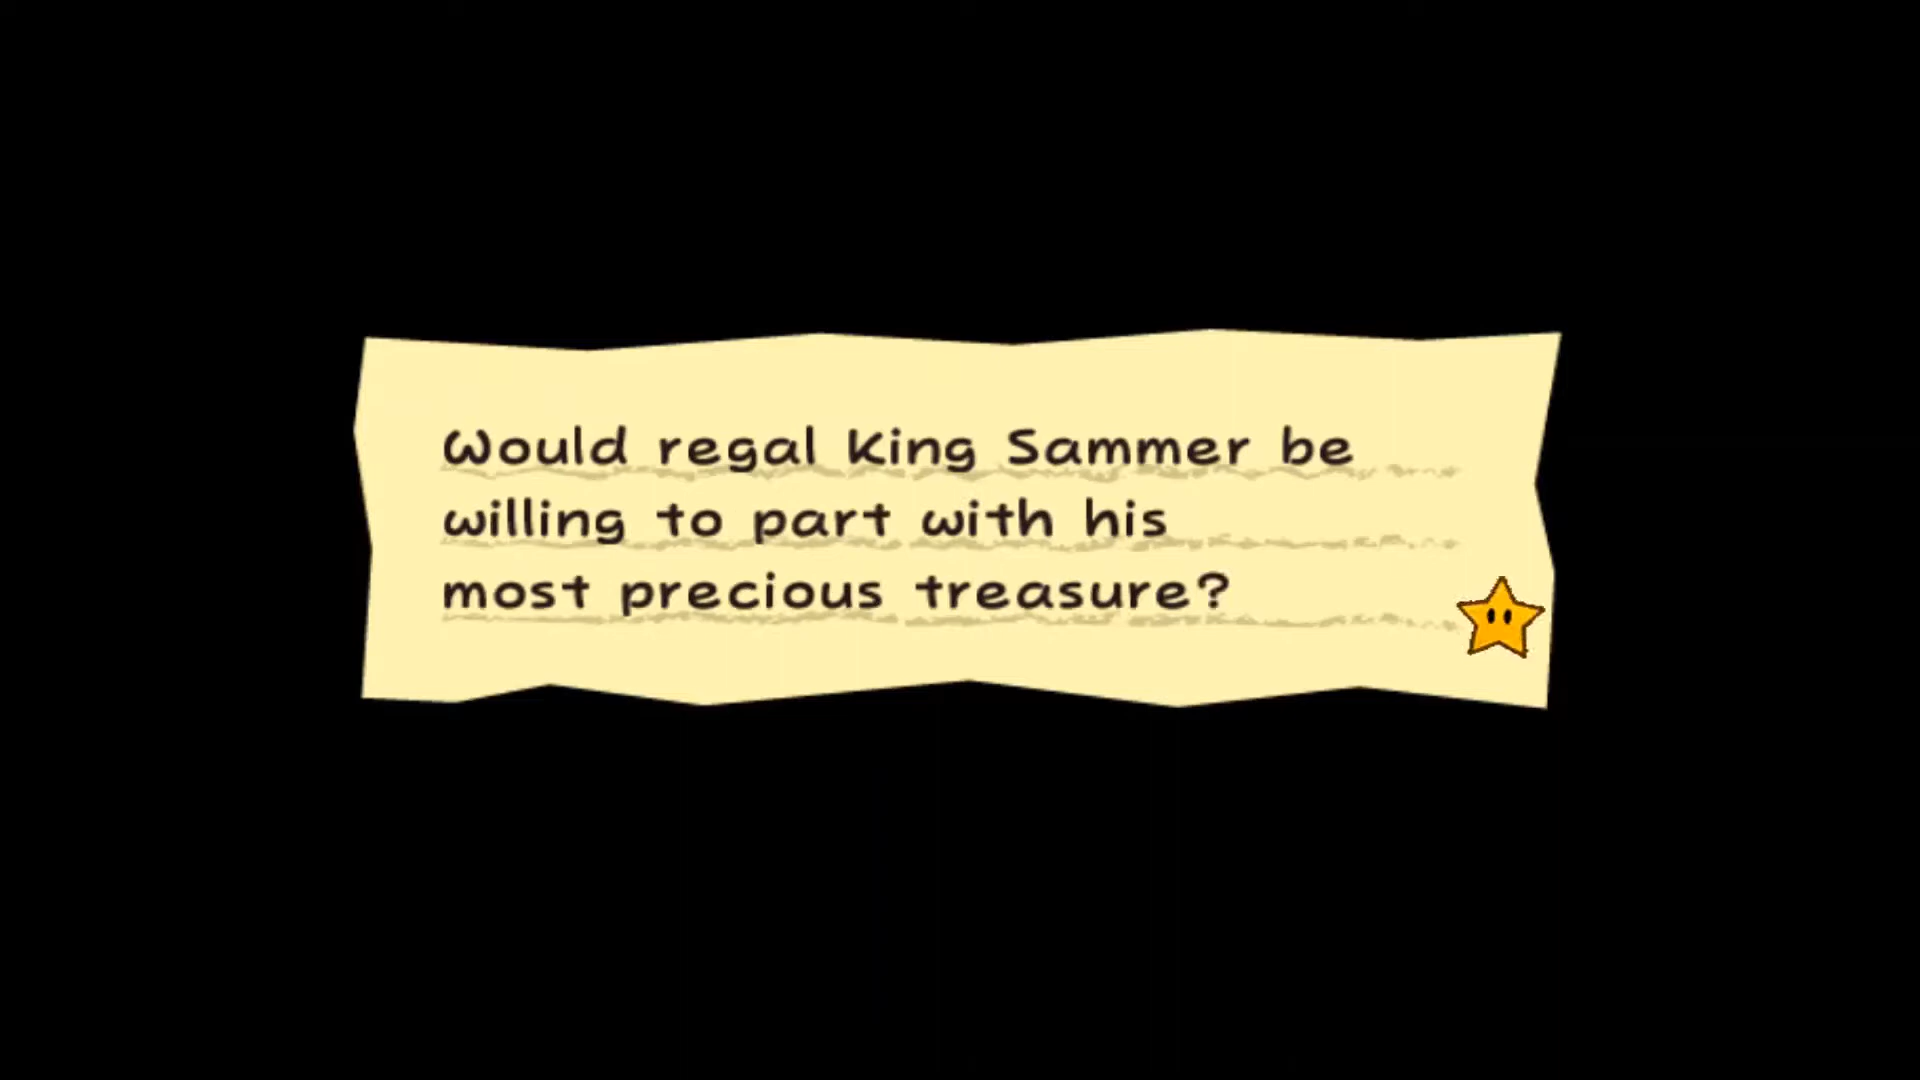 Would regal King Sammer be
willing to part with his
most precious treasure?